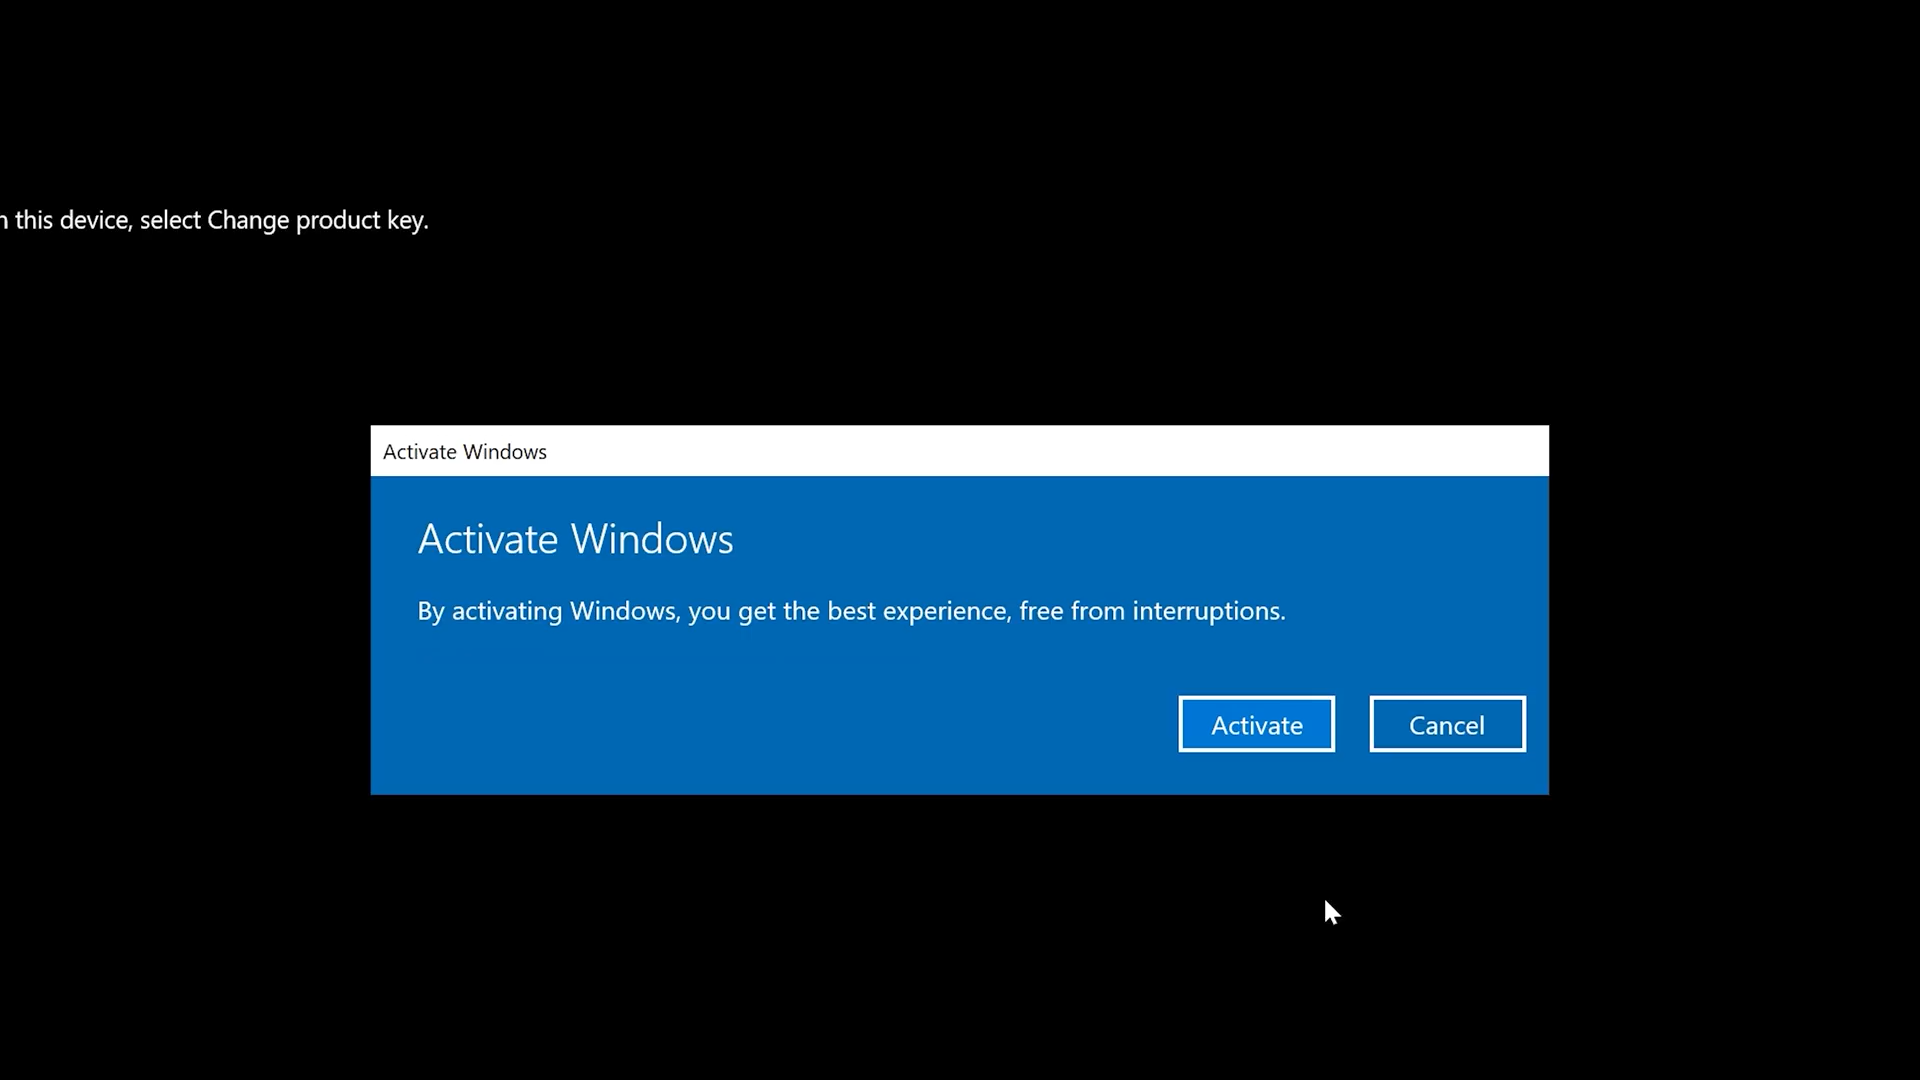 this device, select Change product key.
Activate Windows
Activate Windows
By activating Windows, you get the best experience, free from interruptions.
Activate
Cancel